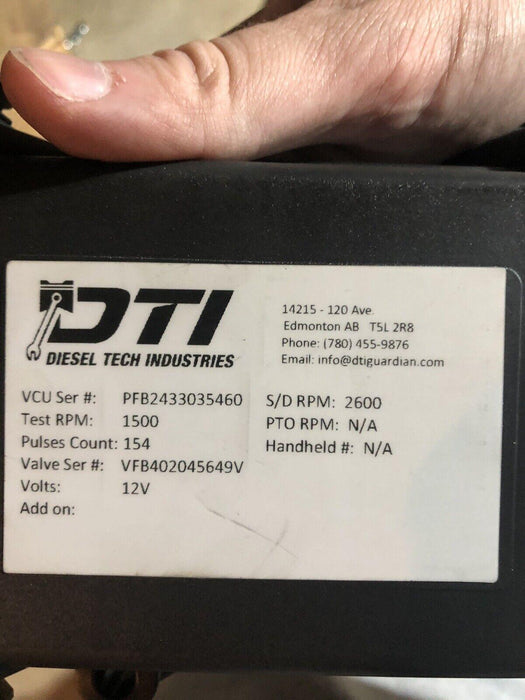 DTI
DIESEL TECH INDUSTRIES
14215 - 120 Ave.
Edmonton AB T5L 2R8
Phone: (780) 455-9876
Email: info@dtiguardian.com
VCU Ser #: PFB2433035460
Test RPM: 1500
Pulses Count: 154
Valve Ser #: VFB402045649V
Volts: 12V
Add on:
S/D RPM: 2600
PTO RPM: N/A
Handheld #: N/A